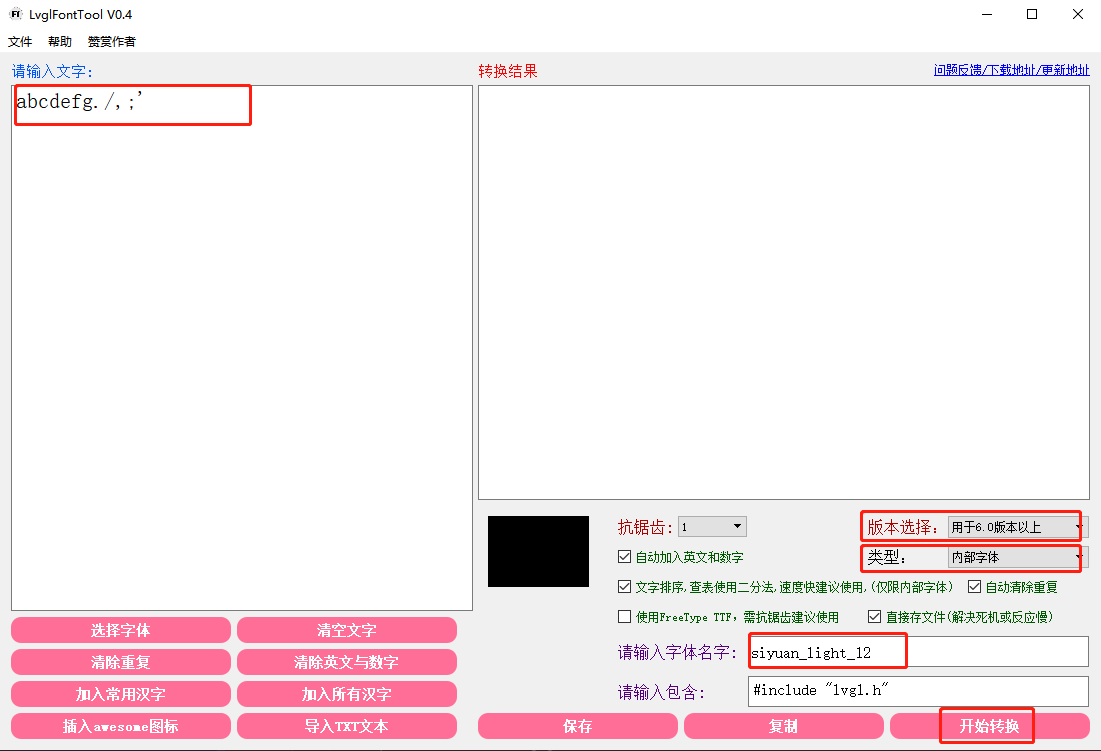 LvglFontTool V0.4
文件 帮助 赞赏作者
请输入文字：
转换结果
问题反馈/下载地址/更新地址
abcdefg./,;'
抗锯齿：1
版本选择：用于6.0版本以上
自动加入英文和数字
类型：内部字体
文字排序,查表使用二分法,速度快建议使用,(仅限内部字体)
自动清除重复
使用FreeType TTF, 需抗锯齿建议使用
直接存文件(解决死机或反应慢)
请输入字体名字：siyuan_light_12
请输入包含：#include "lvgl.h"
选择字体 清空文字
清除重复 清除英文与数字
加入常用汉字 加入所有汉字
插入awesome图标 导入TXT文本
保存 复制 开始转换